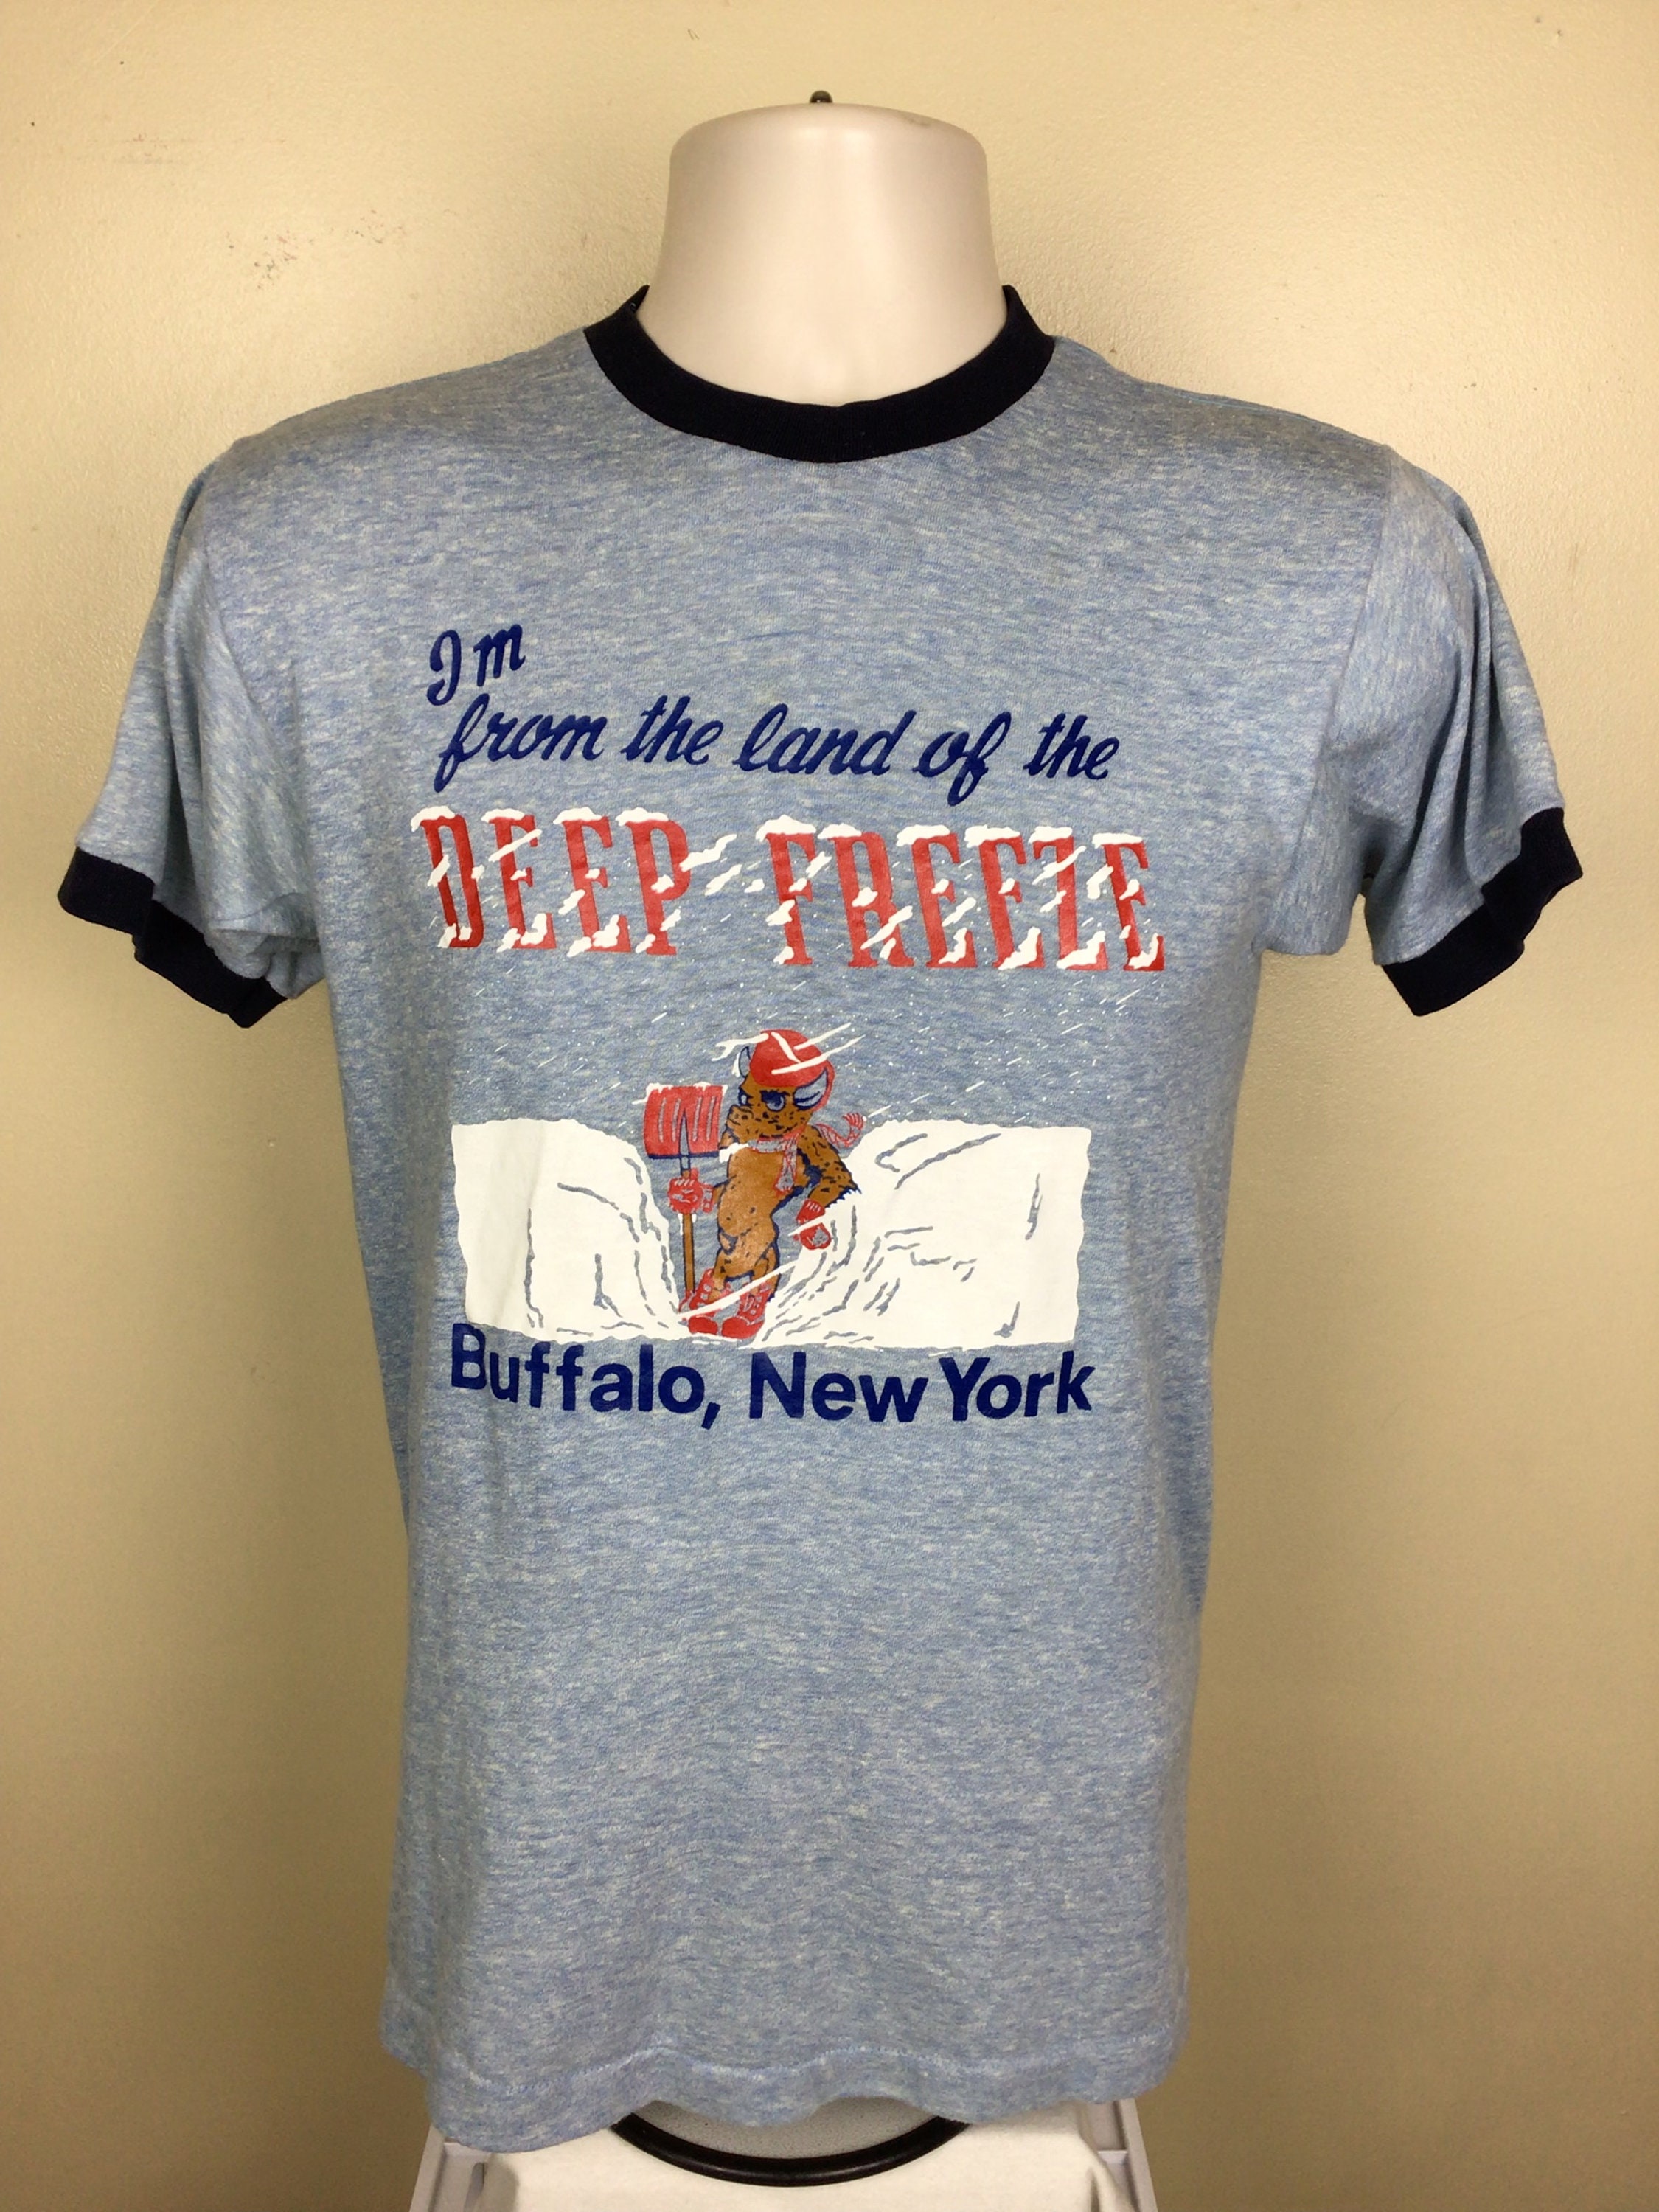 Im
from the land of the
DEEP FREEZE
Buffalo, New York